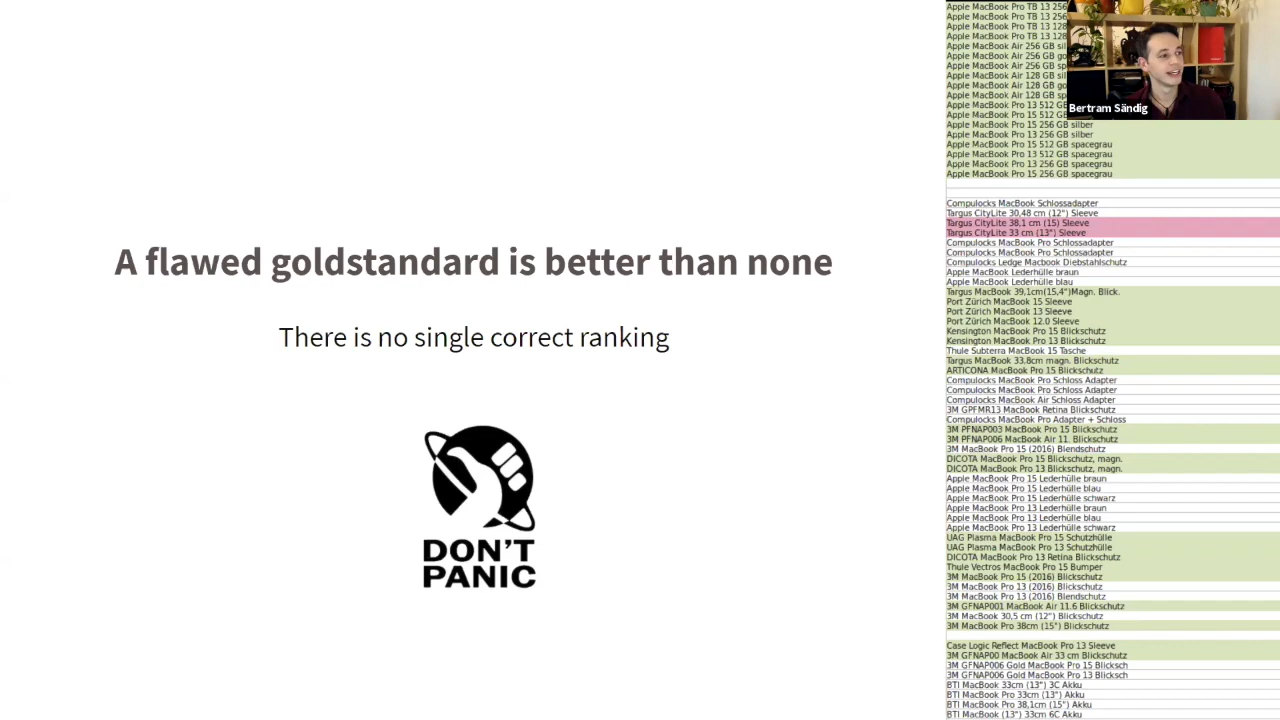 A flawed goldstandard is better than none
There is no single correct ranking
DON'T
PANIC
Apple MacBook Pro TB 13 256
Apple MacBook Pro TB 13 256
Apple MacBook Pro TB 13 128
Apple MacBook Pro TB 13 128
Apple MacBook Air 256 GB sil
Apple MacBook Air 256 GB go
Apple MacBook Air 256 GB sp
Apple MacBook Air 128 GB sil
Apple MacBook Air 128 GB go
Apple MacBook Air 128 GB sp
Apple MacBook Pro 13 512 G
Apple MacBook Pro 15 512 G
Apple MacBook Pro 15 256 GB silber
Apple MacBook Pro 13 256 GB silber
Apple MacBook Pro 15 512 GB spacegrau
Apple MacBook Pro 13 512 GB spacegrau
Apple MacBook Pro 13 256 GB spacegrau
Apple MacBook Pro 15 256 GB spacegrau
Bertram Sändig
Compulocks MacBook Schlossadapter
Targus CityLite 30,48 cm (12") Sleeve
Targus CityLite 38,1 cm (15) Sleeve
Targus CityLite 33 cm (13") Sleeve
Compulocks MacBook Pro Schlossadapter
Compulocks MacBook Pro Schlossadapter
Compulocks Ledge Macbook Diebstahlschutz
Apple MacBook Lederhülle braun
Apple MacBook Lederhülle blau
Targus MacBook 39,1cm(15,4")Magn. Blick.
Port Zürich MacBook 15 Sleeve
Port Zürich MacBook 13 Sleeve
Port Zürich MacBook 12.0 Sleeve
Kensington MacBook Pro 15 Blickschutz
Kensington MacBook Pro 13 Blickschutz
Thule Subterra MacBook 15 Tasche
Targus MacBook 33,8cm magn. Blickschutz
ARTICONA MacBook Pro 15 Blickschutz
Compulocks MacBook Pro Schloss Adapter
Compulocks MacBook Pro Schloss Adapter
Compulocks MacBook Air Schloss Adapter
3M GPFMR13 MacBook Retina Blickschutz
Compulocks MacBook Pro Adapter + Schloss
3M PFNAP003 MacBook Pro 15 Blickschutz
3M PFNAP006 MacBook Air 11. Blickschutz
3M MacBook Pro 15 (2016) Blendschutz
DICOTA MacBook Pro 15 Blickschutz, magn.
DICOTA MacBook Pro 13 Blickschutz, magn.
Apple MacBook Pro 15 Lederhülle braun
Apple MacBook Pro 15 Lederhülle blau
Apple MacBook Pro 15 Lederhülle schwarz
Apple MacBook Pro 13 Lederhülle braun
Apple MacBook Pro 13 Lederhülle blau
Apple MacBook Pro 13 Lederhülle schwarz
UAG Plasma MacBook Pro 15 Schutzhülle
UAG Plasma MacBook Pro 13 Schutzhülle
DICOTA MacBook Pro 13 Retina Blickschutz
Thule Vectros MacBook Pro 15 Bumper
3M MacBook Pro 15 (2016) Blickschutz
3M MacBook Pro 13 (2016) Blickschutz
3M MacBook Pro 13 (2016) Blendschutz
3M GFNAP001 MacBook Air 11.6 Blickschutz
3M MacBook 30,5 cm (12") Blickschutz
3M MacBook Pro 38cm (15") Blickschutz
Case Logic Reflect MacBook Pro 13 Sleeve
3M GFNAP00 MacBook Air 33 cm Blickschutz
3M GFNAP006 Gold MacBook Pro 15 Blicksch
3M GFNAP006 Gold MacBook Pro 13 Blicksch
BTI MacBook 33cm (13") 3C Akku
BTI MacBook Pro 33cm (13") Akku
BTI MacBook Pro 38,1cm (15") Akku
BTI MacBook (13") 33cm 6C Akku